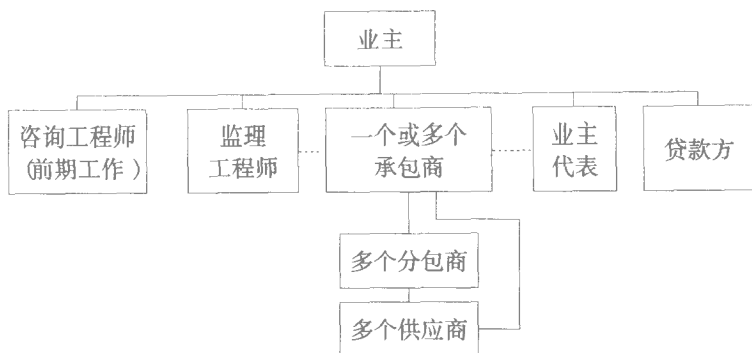 业主
咨询工程师
(前期工作)
监理
工程师
一个或多个
承包商
业主
代表
贷款方
多个分包商
多个供应商